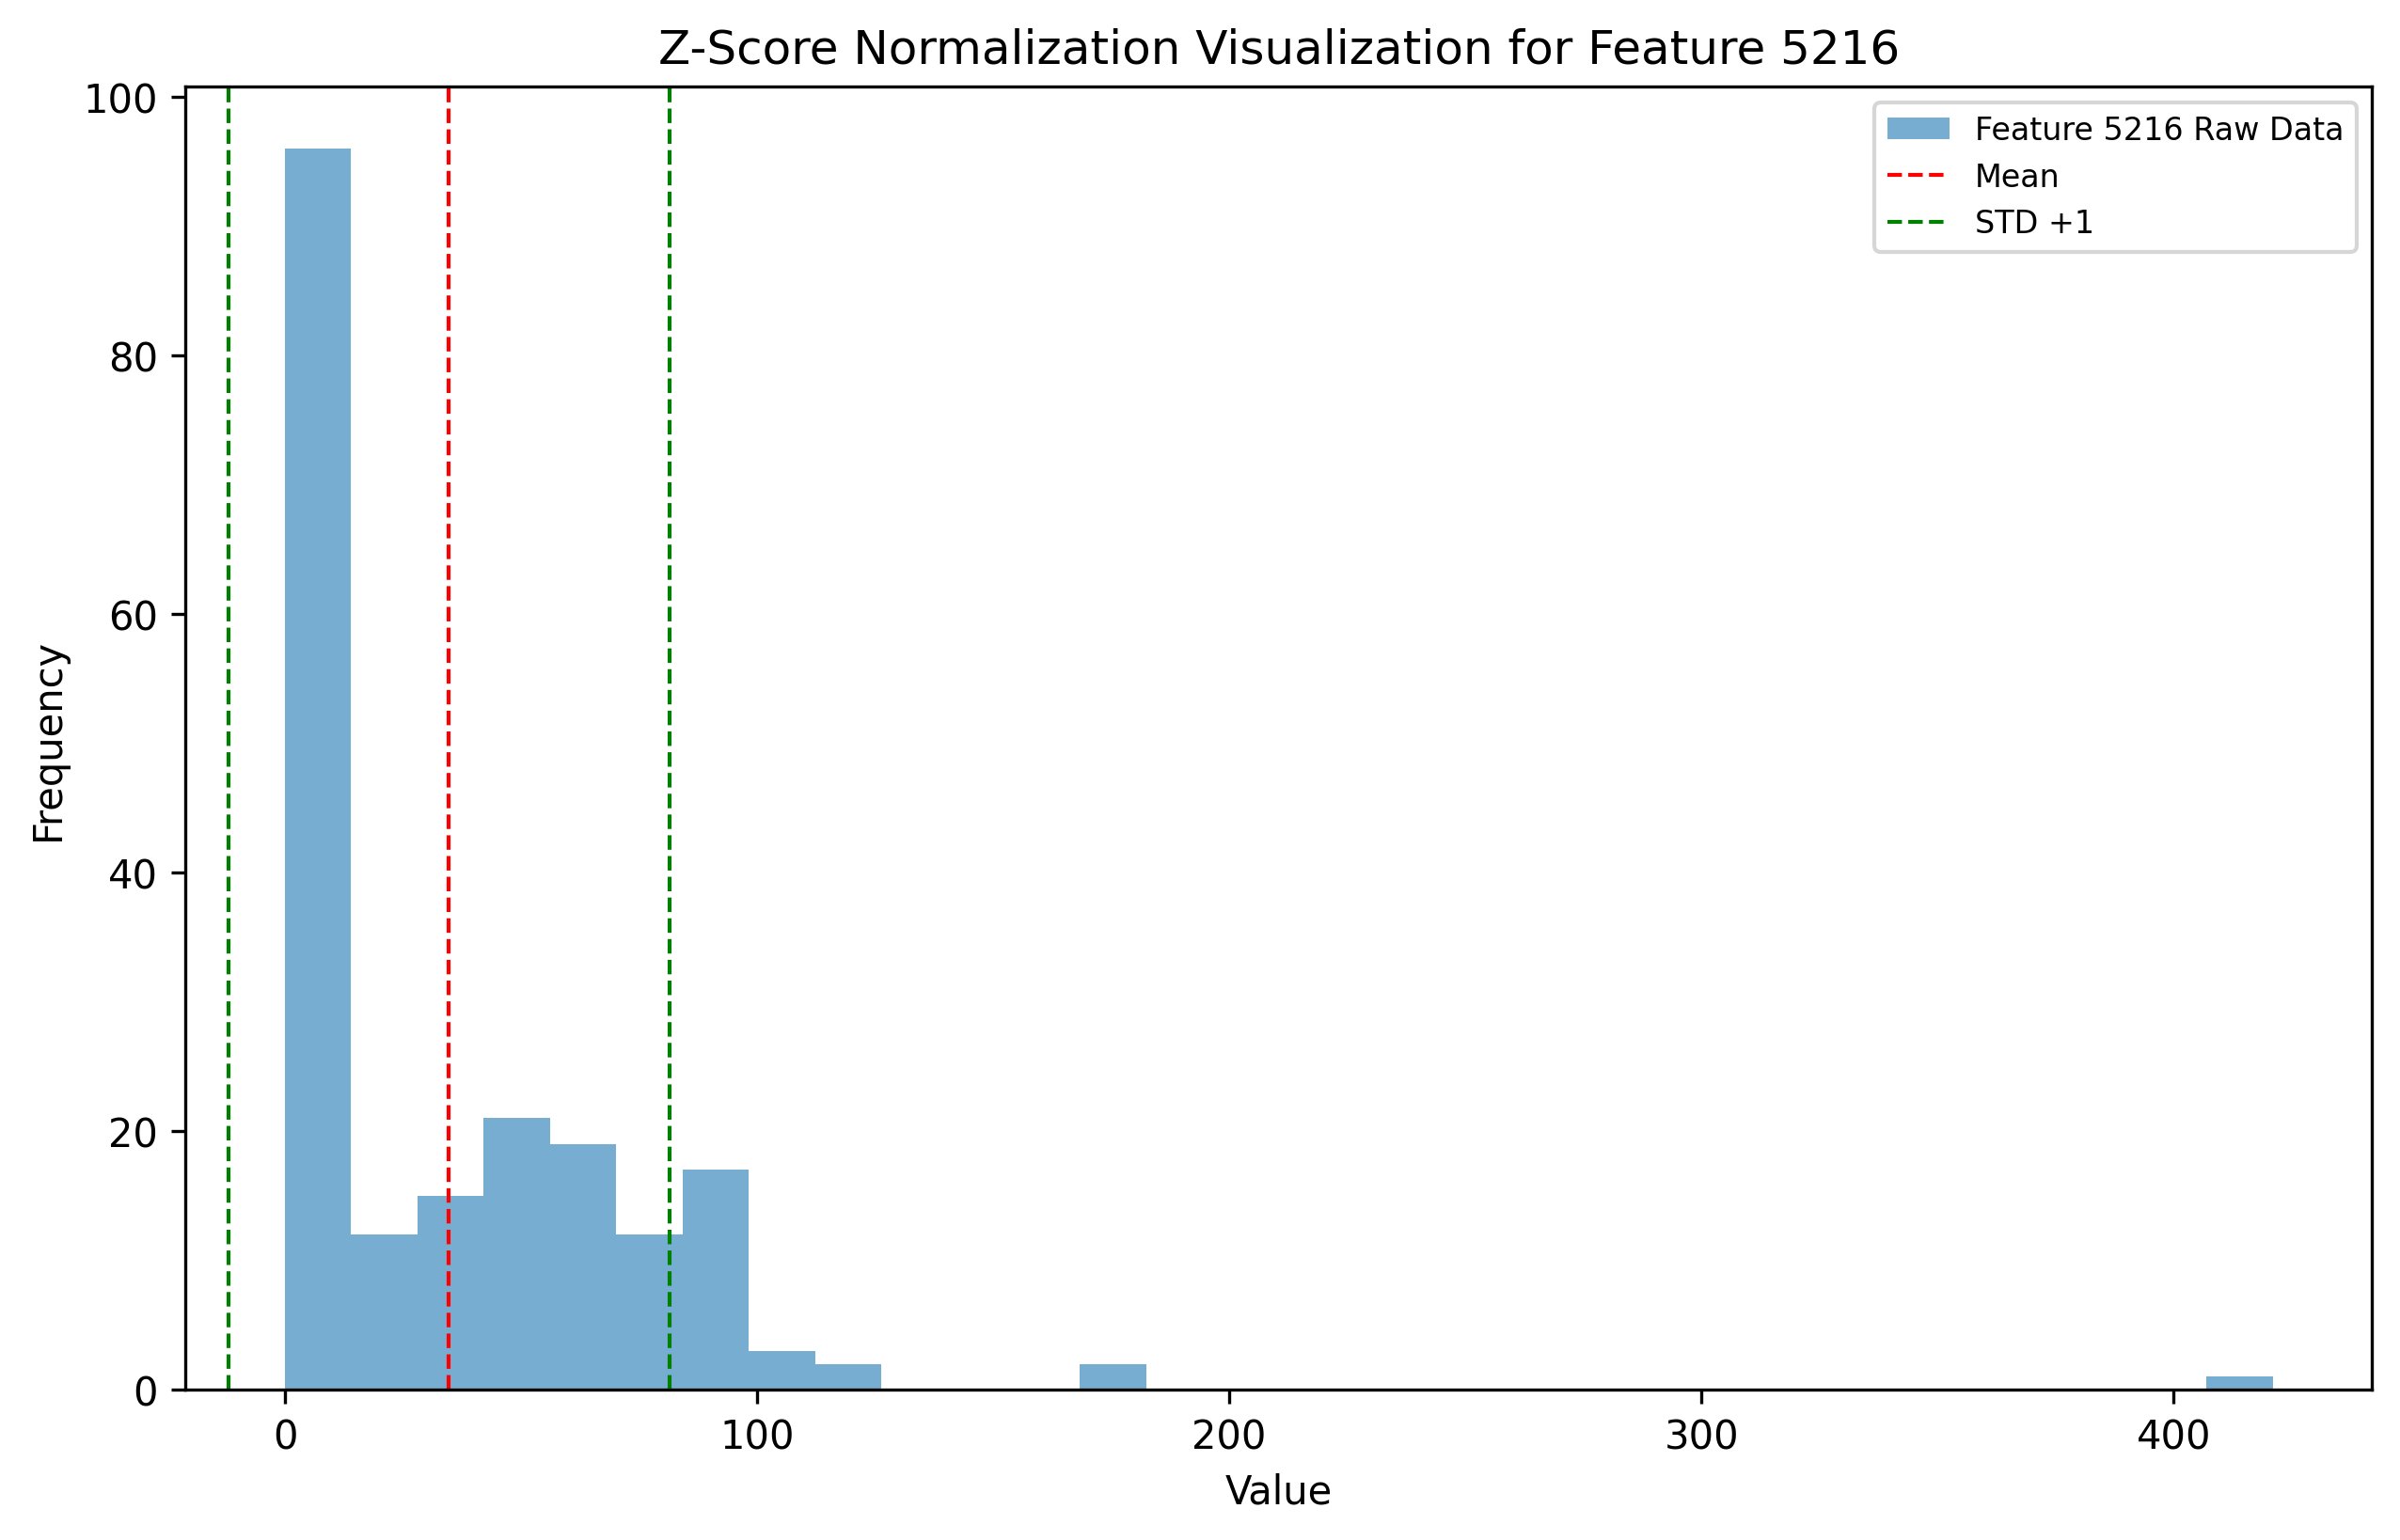 Z-Score Normalization Visualization for Feature 5216
Feature 5216 Raw Data
Mean
STD +1
100
80
60
40
20
0
Frequency
0 100 200 300 400
Value